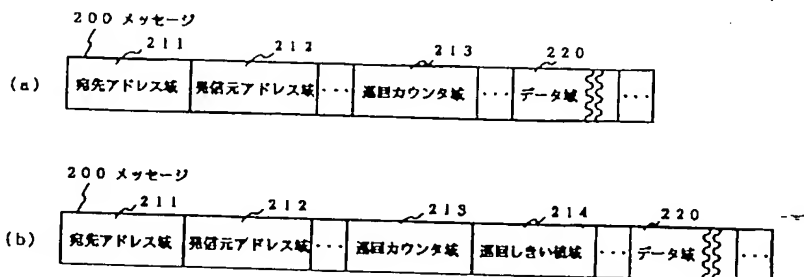 200 メッセージ
211 212 213 220
(a) 宛先アドレス域 発信元アドレス域 ... 巡回カウンタ域 ... データ域 ...
200 メッセージ
211 212 213 214 220
(b) 宛先アドレス域 発信元アドレス域 ... 巡回カウンタ域 巡回しきい値域 ... データ域 ...